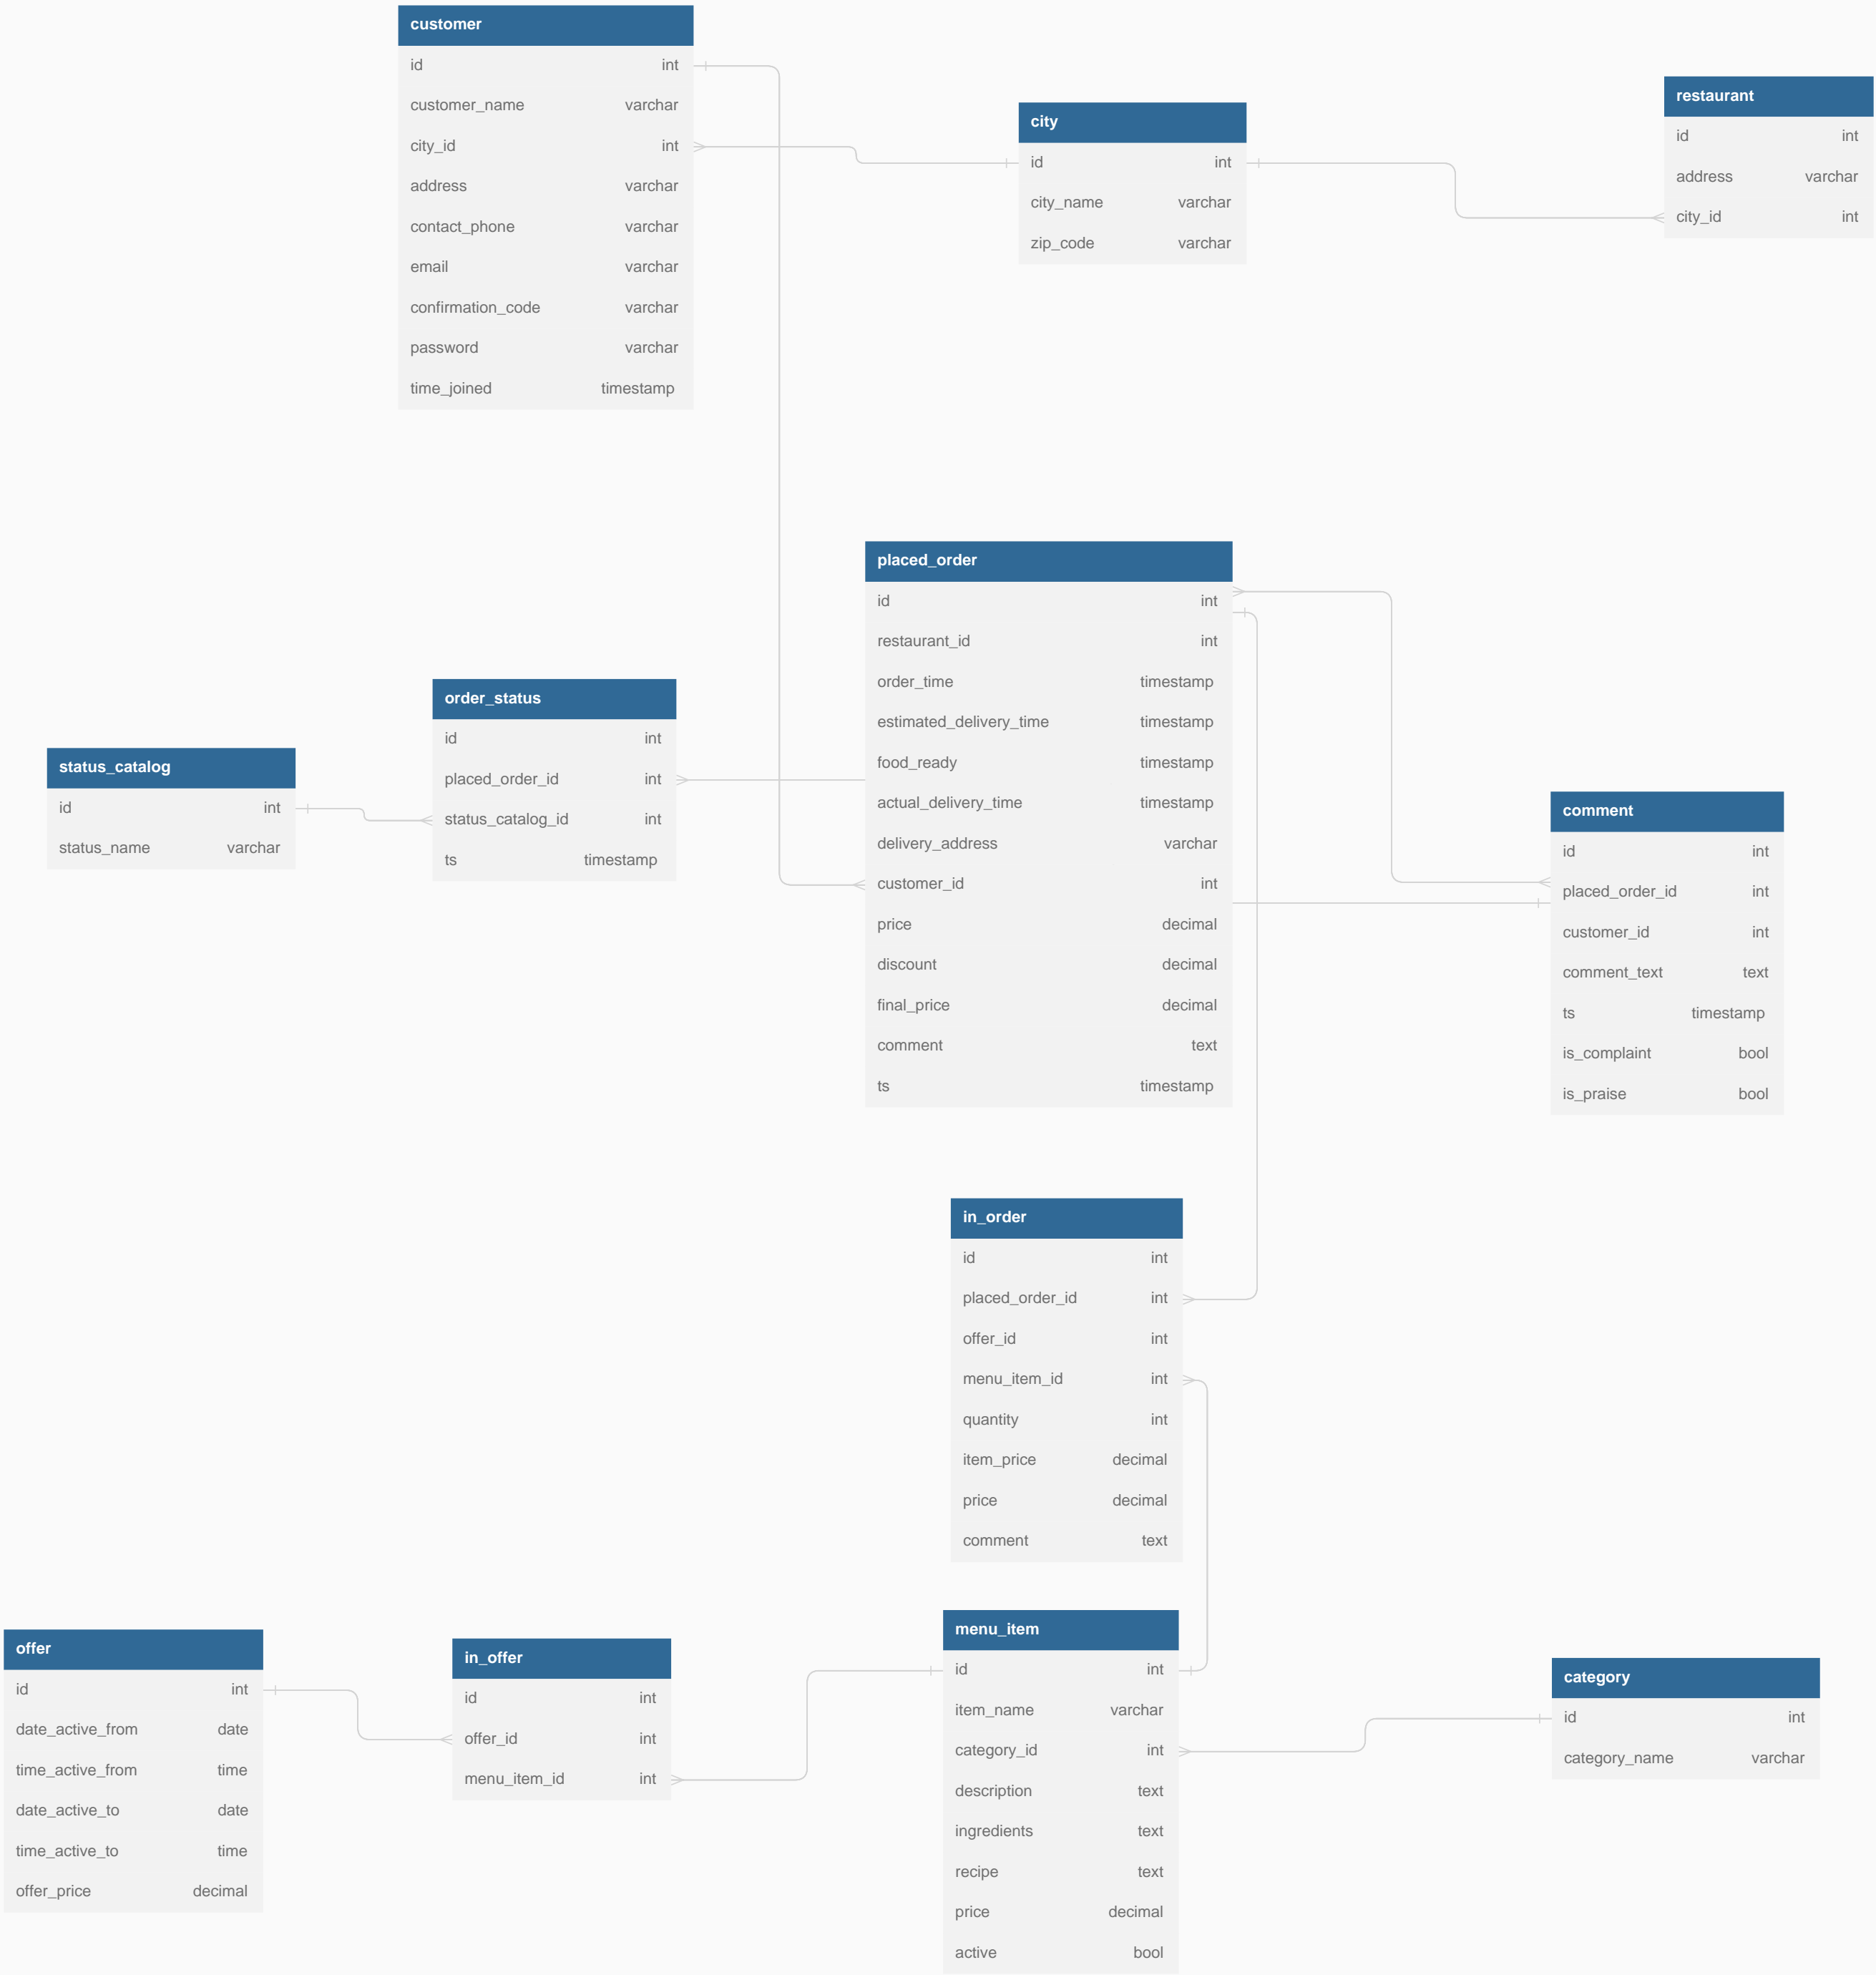 customer
id int
customer_name varchar
city_id int
address varchar
contact_phone varchar
email varchar
confirmation_code varchar
password varchar
time_joined timestamp
city
id int
city_name varchar
zip_code varchar
restaurant
id int
address varchar
city_id int
placed_order
id int
restaurant_id int
order_time timestamp
estimated_delivery_time timestamp
food_ready timestamp
actual_delivery_time timestamp
delivery_address varchar
customer_id int
price decimal
discount decimal
final_price decimal
comment text
ts timestamp
order_status
id int
placed_order_id int
status_catalog_id int
ts timestamp
status_catalog
id int
status_name varchar
comment
id int
placed_order_id int
customer_id int
comment_text text
ts timestamp
is_complaint bool
is_praise bool
in_order
id int
placed_order_id int
offer_id int
menu_item_id int
quantity int
item_price decimal
price decimal
comment text
offer
id int
date_active_from date
time_active_from time
date_active_to date
time_active_to time
offer_price decimal
in_offer
id int
offer_id int
menu_item_id int
menu_item
id int
item_name varchar
category_id int
description text
ingredients text
recipe text
price decimal
active bool
category
id int
category_name varchar